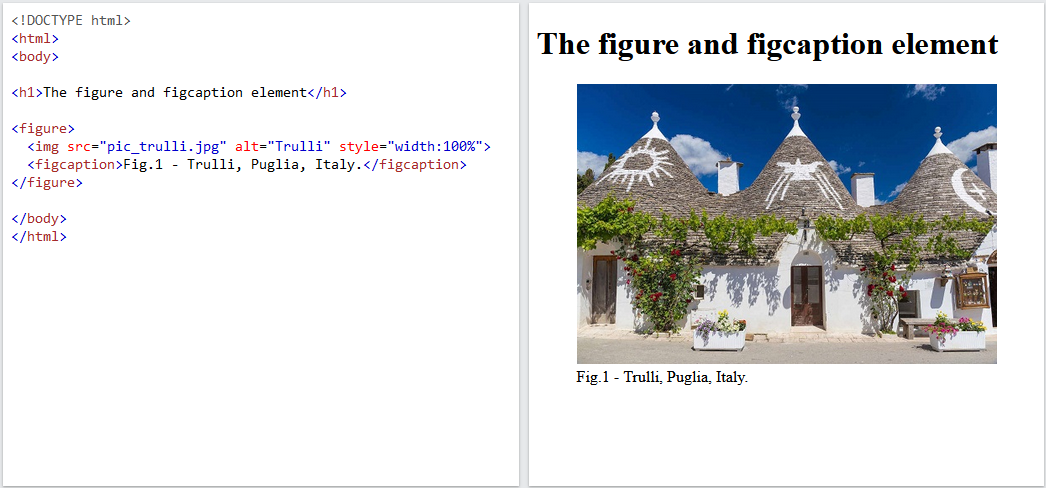 <!DOCTYPE html>
<html>
<body>
<h1>The figure and figcaption element</h1>
<figure>
  <img src="pic_trulli.jpg" alt="Trulli" style="width:100%">
  <figcaption>Fig.1 - Trulli, Puglia, Italy.</figcaption>
</figure>
</body>
</html>
The figure and figcaption element
Fig.1 - Trulli, Puglia, Italy.